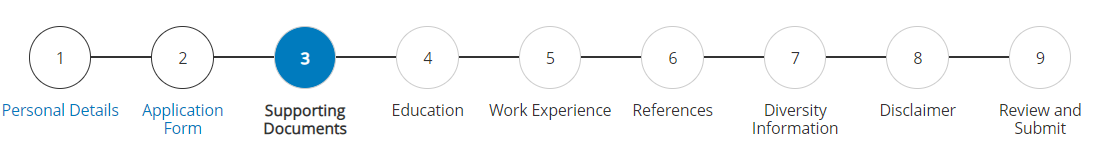 1 2 3 4 5 6 7 8 9
Personal Details Application Supporting Education Work Experience References Diversity Disclaimer Review and
Form Documents Information Submit